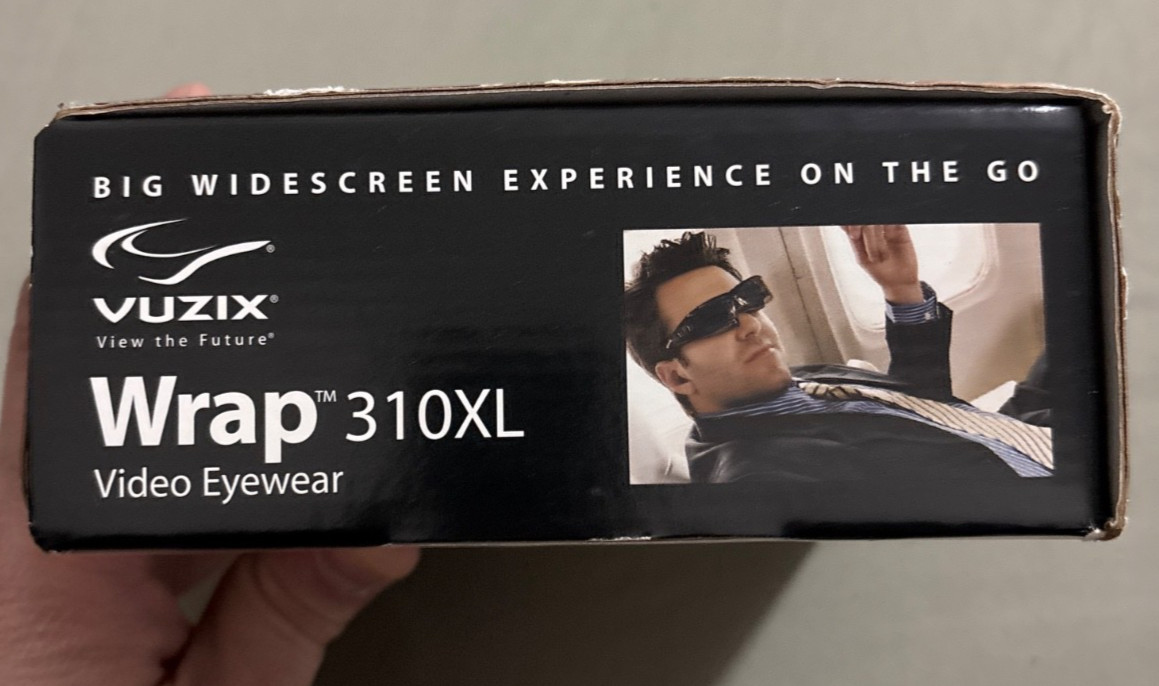 BIG WIDESCREEN EXPERIENCE ON THE GO
VUZIX®
View the Future®
Wrap™ 310XL
Video Eyewear